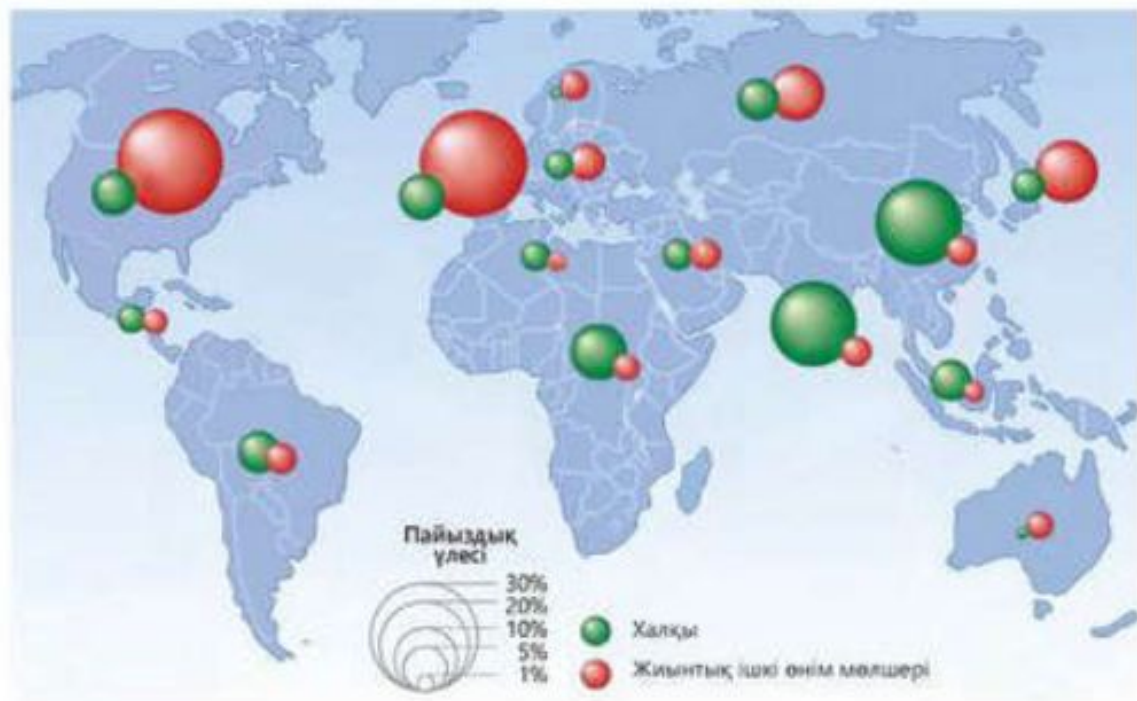 Пайыздық
үлесі
30%
20%
10%
5%
1%
Халқы
Жиынтық ішкі өнім мөлшері